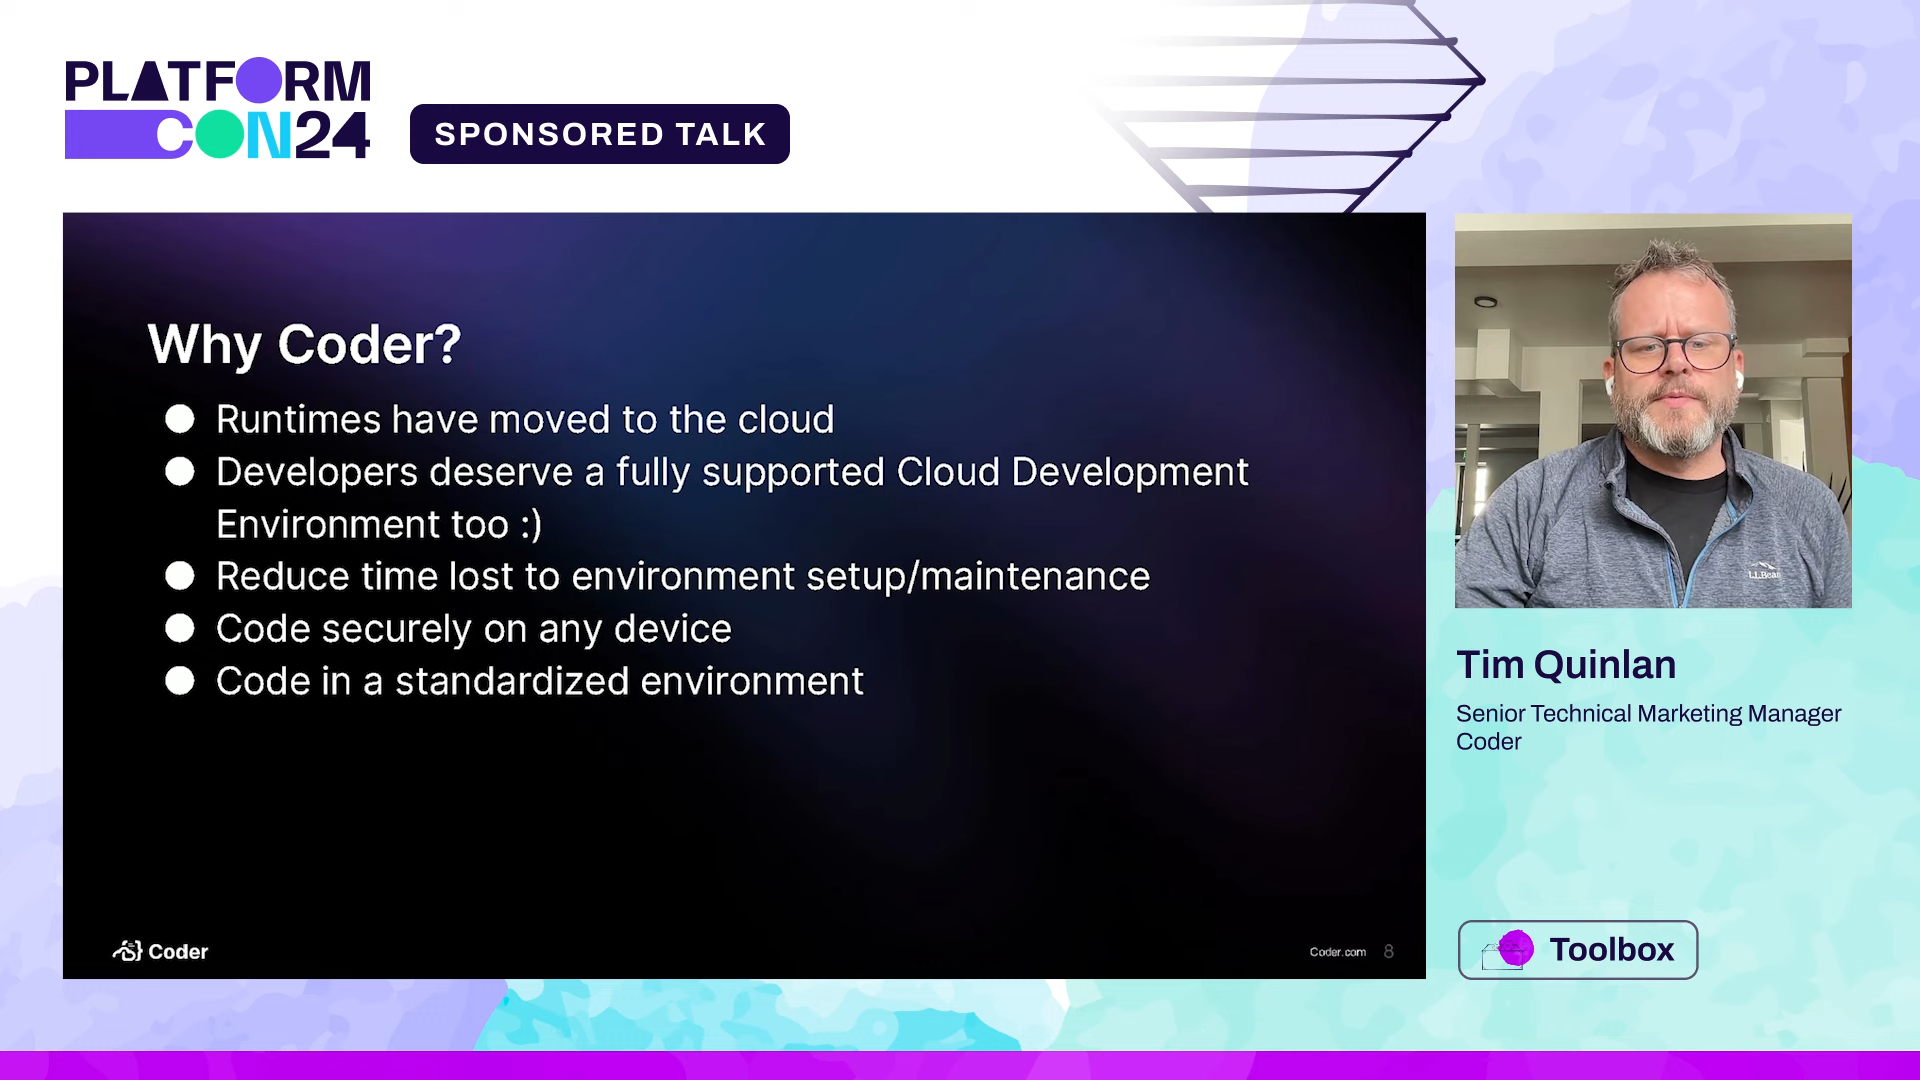 PLATFORM
CON24
SPONSORED TALK
Why Coder?
Runtimes have moved to the cloud
Developers deserve a fully supported Cloud Development
Environment too :)
Reduce time lost to environment setup/maintenance
Code securely on any device
Code in a standardized environment
Coder
Coder.com 8
L.L.Bean
Tim Quinlan
Senior Technical Marketing Manager
Coder
Toolbox